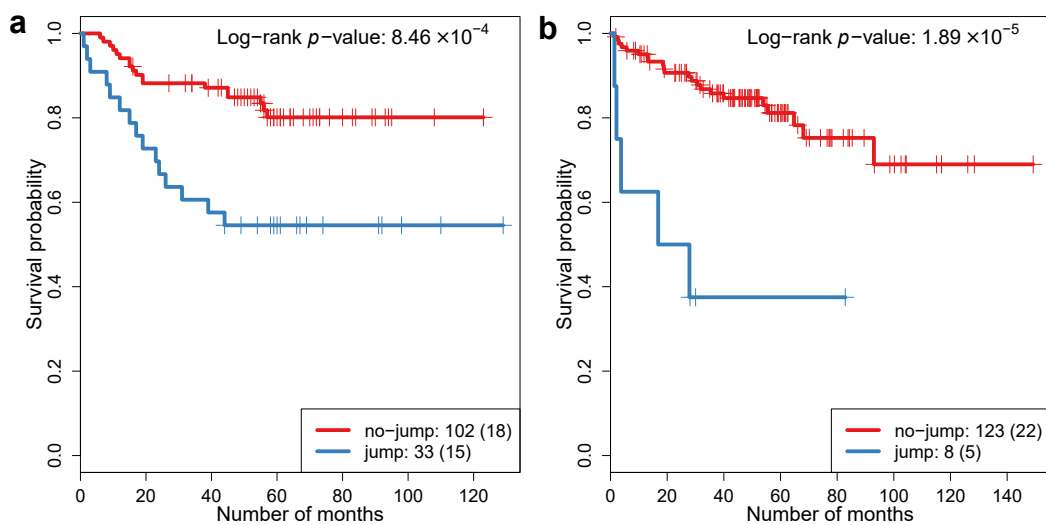 a
Log−rank p−value: 8.46 ×10−4
Survival probability
1.0
0.8
0.6
0.4
0.2
0.0
no−jump: 102 (18)
jump: 33 (15)
0 20 40 60 80 100 120
Number of months
b
Log−rank p−value: 1.89 ×10−5
Survival probability
1.0
0.8
0.6
0.4
0.2
0.0
no−jump: 123 (22)
jump: 8 (5)
0 20 40 60 80 100 120 140
Number of months